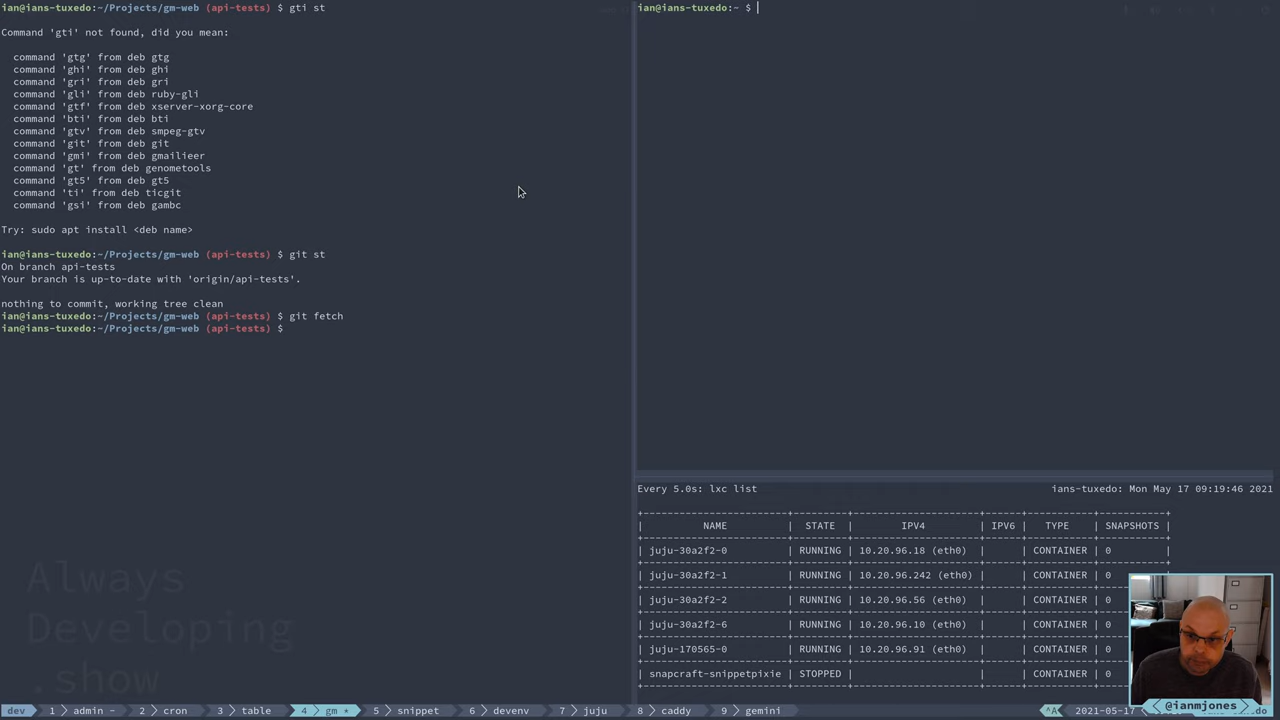 ian@ians-tuxedo:~/Projects/gm-web (api-tests) $ gti st
Command 'gti' not found, did you mean:
command 'gtg' from deb gtg
command 'ghi' from deb ghi
command 'gri' from deb gri
command 'gli' from deb ruby-gli
command 'gtf' from deb xserver-xorg-core
command 'bti' from deb bti
command 'gtv' from deb smpeg-gtv
command 'git' from deb git
command 'gmi' from deb gmailieer
command 'gt' from deb genometools
command 'gt5' from deb gt5
command 'ti' from deb ticgit
command 'gsi' from deb gambc
Try: sudo apt install <deb name>
ian@ians-tuxedo:~/Projects/gm-web (api-tests) $ git st
On branch api-tests
Your branch is up-to-date with 'origin/api-tests'.
nothing to commit, working tree clean
ian@ians-tuxedo:~/Projects/gm-web (api-tests) $ git fetch
ian@ians-tuxedo:~/Projects/gm-web (api-tests) $
Always
Developing
.show
ian@ians-tuxedo:~ $
Every 5.0s: lxc list ians-tuxedo: Mon May 17 09:19:46 2021
| NAME | STATE | IPV4 | IPV6 | TYPE | SNAPSHOTS |
| juju-30a2f2-0 | RUNNING | 10.20.96.18 (eth0) | | CONTAINER | 0 |
| juju-30a2f2-1 | RUNNING | 10.20.96.242 (eth0) | | CONTAINER | 0
| juju-30a2f2-2 | RUNNING | 10.20.96.56 (eth0) | | CONTAINER | 0
| juju-30a2f2-6 | RUNNING | 10.20.96.10 (eth0) | | CONTAINER | 0
| juju-170565-0 | RUNNING | 10.20.96.91 (eth0) | | CONTAINER | 0
| snapcraft-snippetpixie | STOPPED | | | CONTAINER | 0
@ianmjones
dev 1 admin - 2 cron 3 table 4 gm * 5 snippet 6 devenv 7 juju 8 caddy 9 gemini ^A 2021-05-17